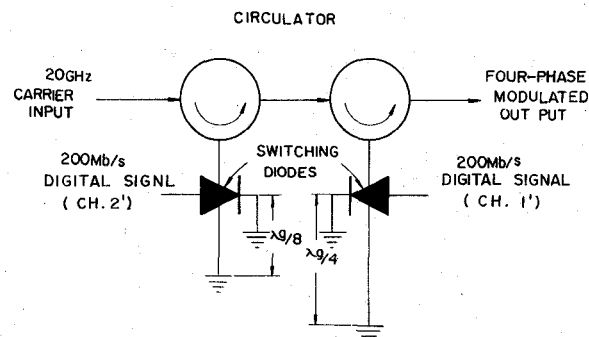 CIRCULATOR
20GHz
CARRIER
INPUT
FOUR-PHASE
MODULATED
OUT PUT
200Mb/s
DIGITAL SIGNL
( CH. 2' )
SWITCHING
DIODES
200Mb/s
DIGITAL SIGNAL
( CH. 1' )
λg/8
λg/4